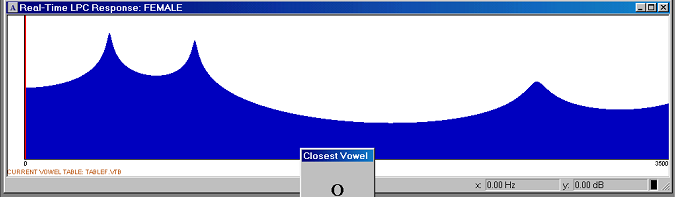 Real-Time LPC Response: FEMALE
0
3500
Closest Vowel
O
CURRENT VOWEL TABLE: TABLEF.VTB
x: 0.00 Hz y: 0.00 dB